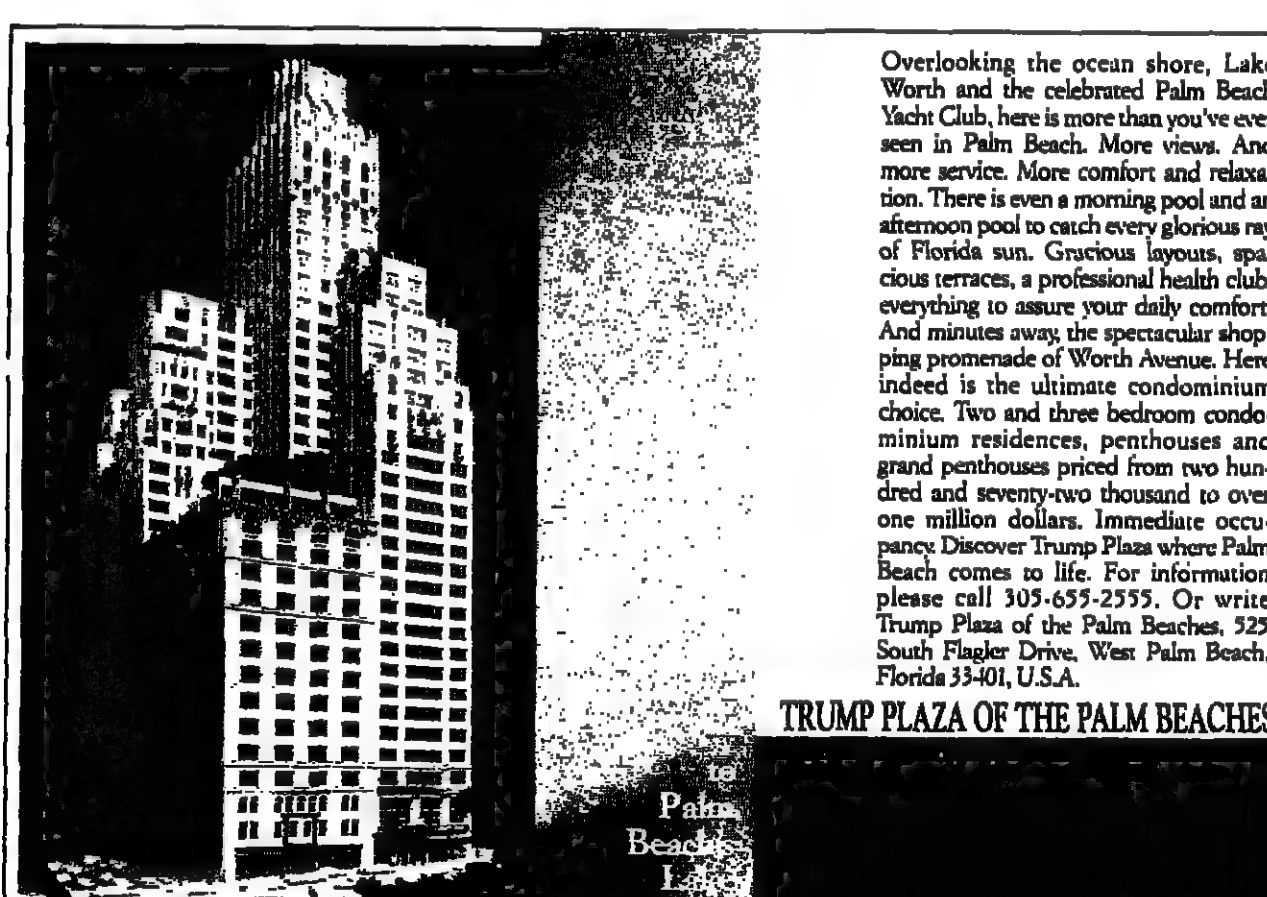 Overlooking the ocean shore, Lake
Worth and the celebrated Palm Beach
Yacht Club, here is more than you've ever
seen in Palm Beach. More views. And
more service. More comfort and relaxa-
tion. There is even a morning pool and an
afternoon pool to catch every glorious ray
of Florida sun. Gracious layouts, spa-
cious terraces, a professional health club,
everything to assure your daily comfort.
And minutes away, the spectacular shop-
ping promenade of Worth Avenue. Here
indeed is the ultimate condominium
choice. Two and three bedroom condo-
minium residences, penthouses and
grand penthouses priced from two hun-
dred and seventy-two thousand to over
one million dollars. Immediate occu-
pancy. Discover Trump Plaza where Palm
Beach comes to life. For information
please call 305-655-2555. Or write
Trump Plaza of the Palm Beaches, 525
South Flagler Drive, West Palm Beach,
Florida 33401, U.S.A.
TRUMP PLAZA OF THE PALM BEACHES
to
Palm